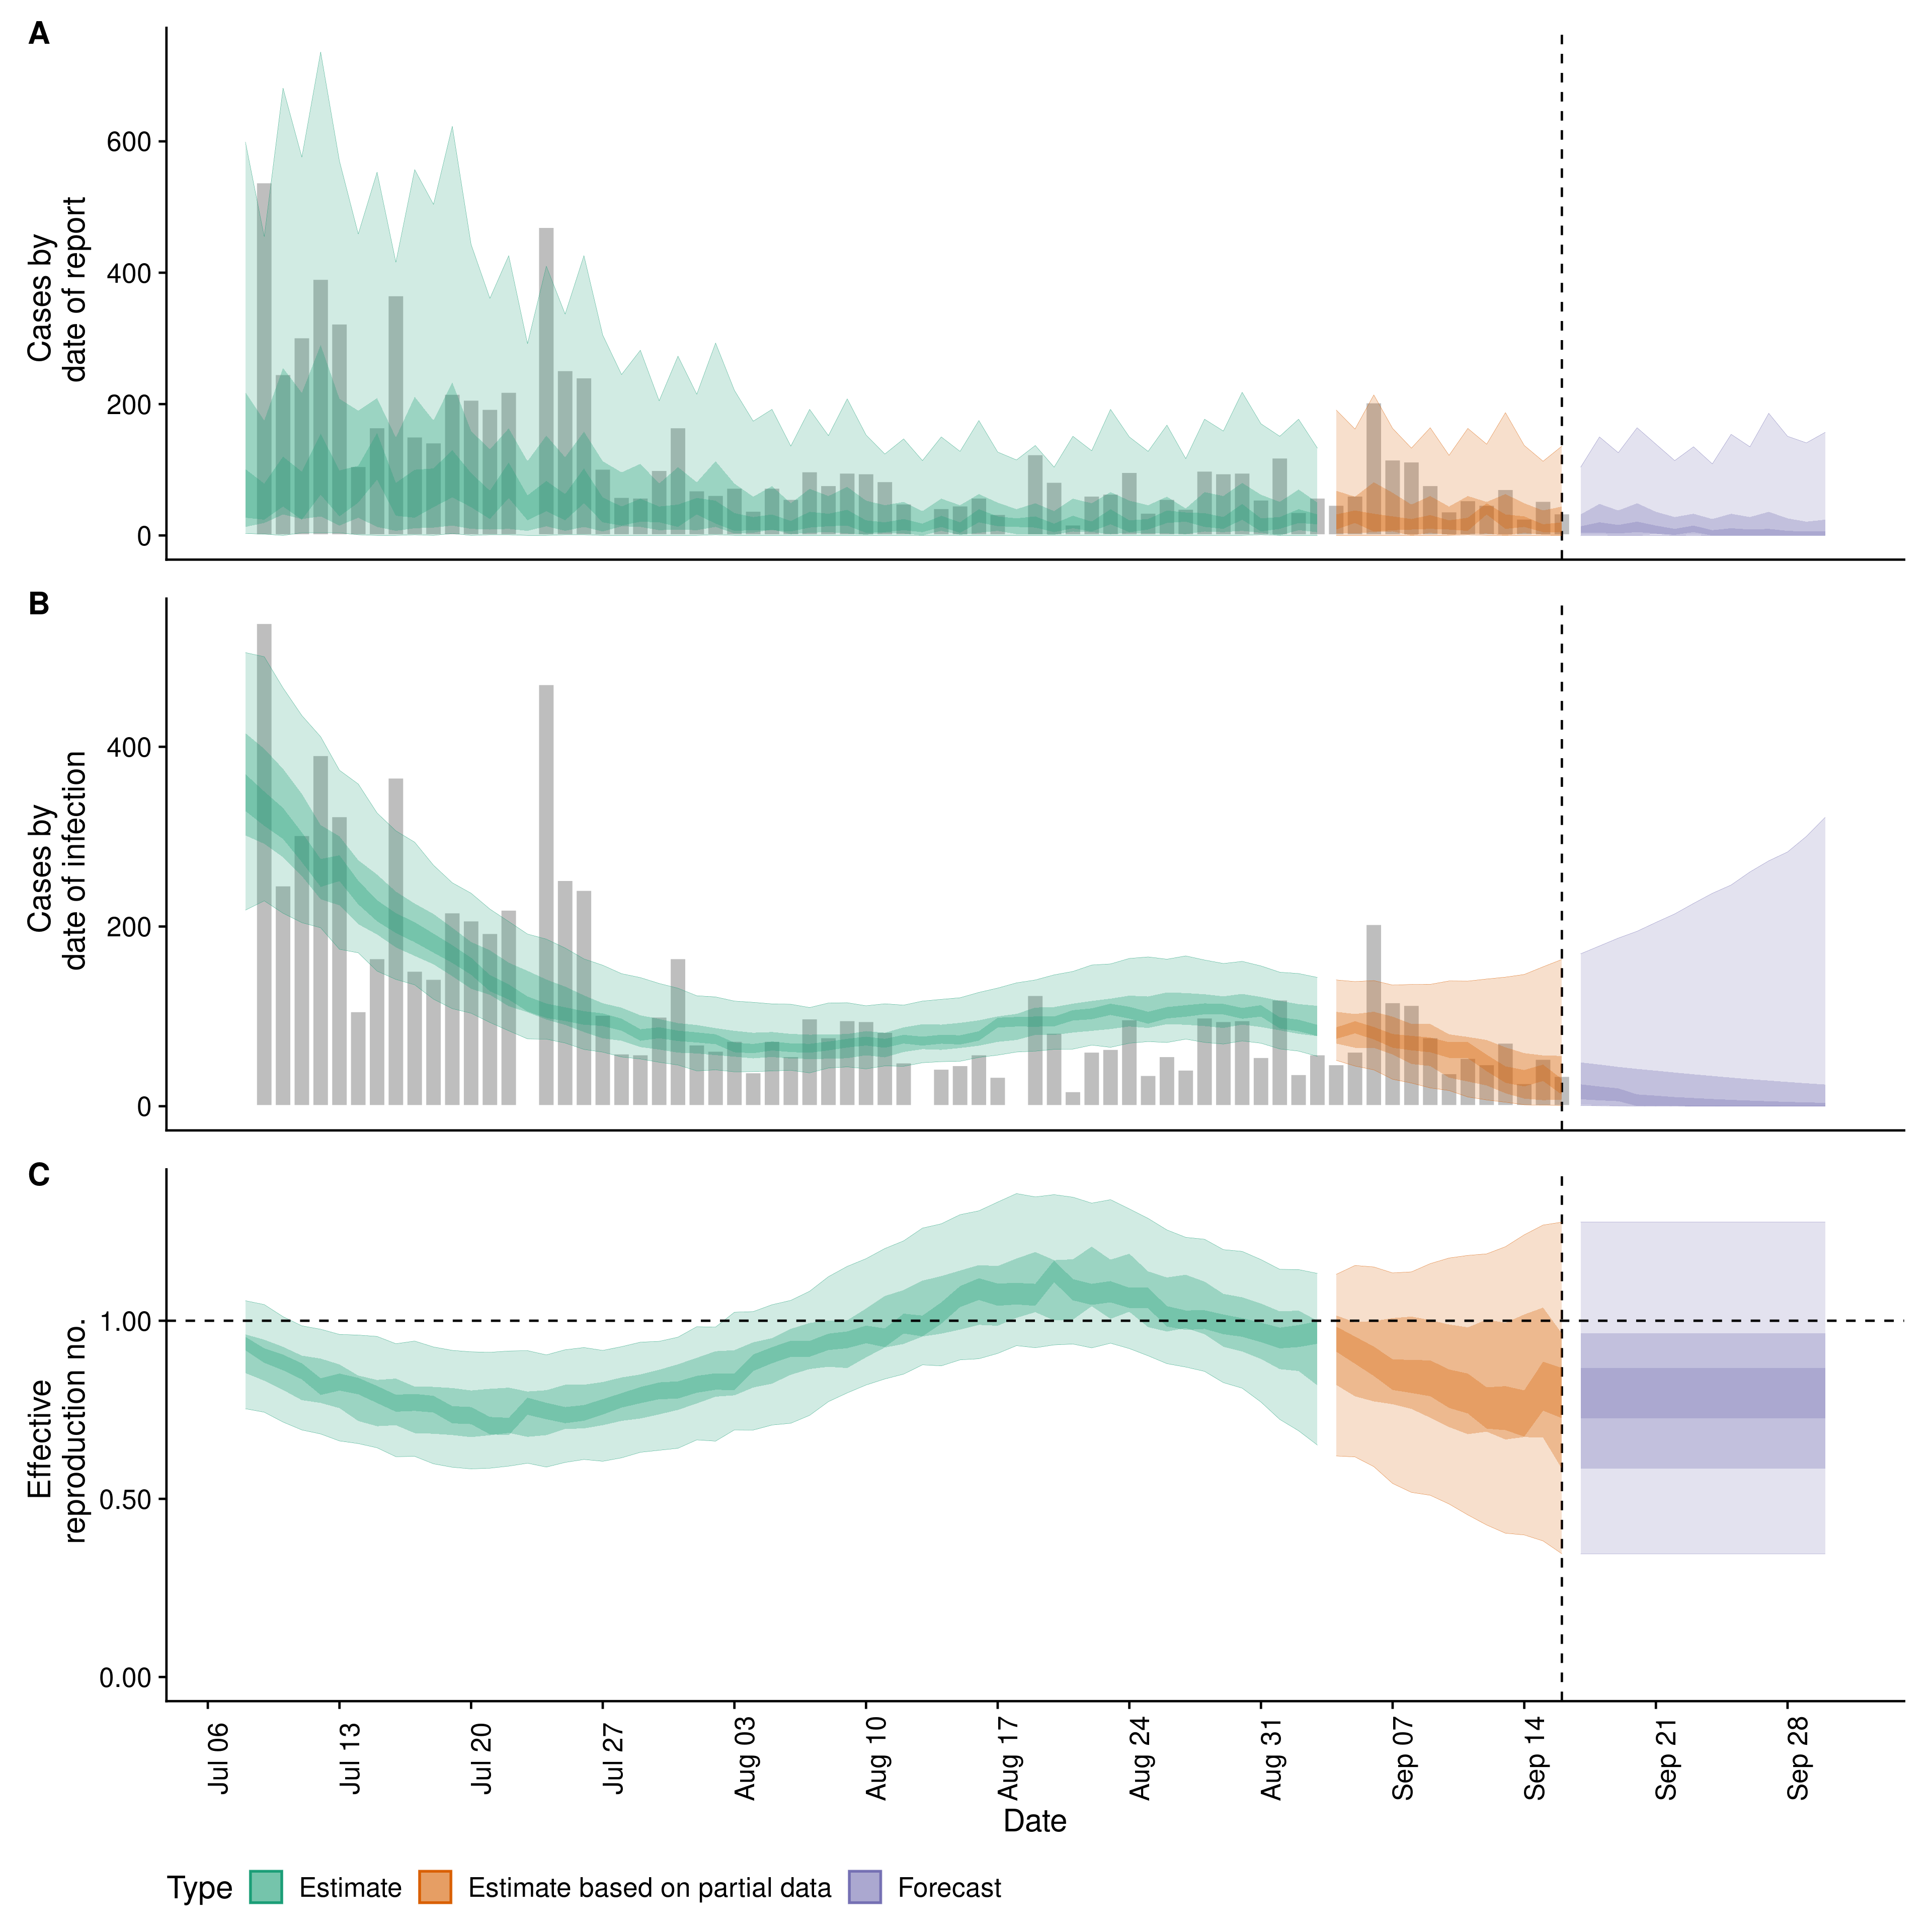 A
Cases by
date of report
600
400
200
0
B
Cases by
date of infection
400
200
0
C
Effective
reproduction no.
1.00
0.50
0.00
Jul 06
Jul 13
Jul 20
Jul 27
Aug 03
Aug 10
Aug 17
Aug 24
Aug 31
Sep 07
Sep 14
Sep 21
Sep 28
Date
Type Estimate Estimate based on partial data Forecast